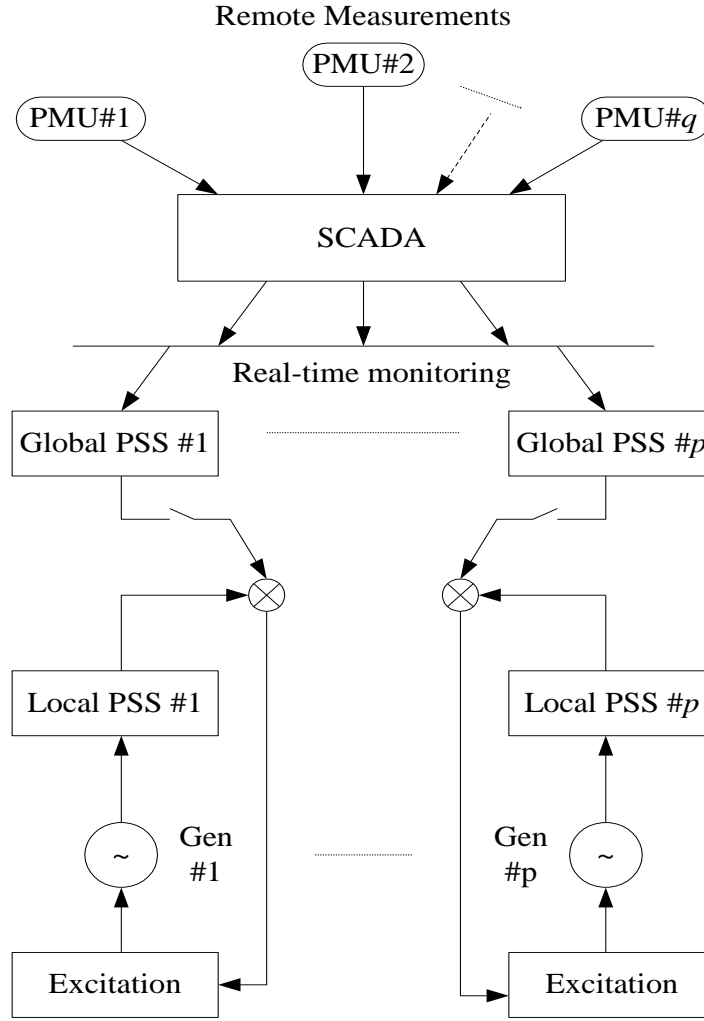 Remote Measurements
PMU#2
PMU#1
PMU#q
SCADA
Real-time monitoring
Global PSS #1
Global PSS #p
Local PSS #1
Local PSS #p
Gen
#1
~
Gen
#p
~
Excitation
Excitation